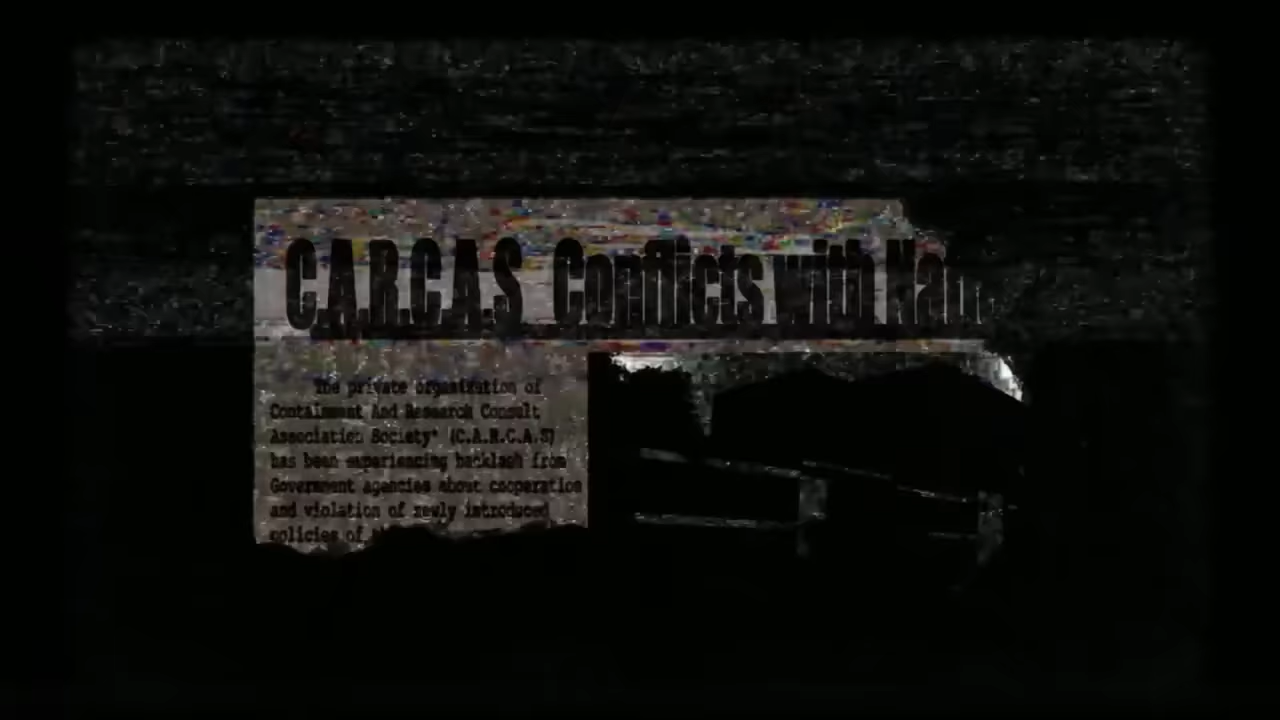 C.A.R.C.A.S Conflicts with
The private organization of
Containment And Research Consult
Association Society" (C.A.R.C.A.S)
has been experiencing backlash from
Government agencies about cooperation
and violation of newly introduced
policies of